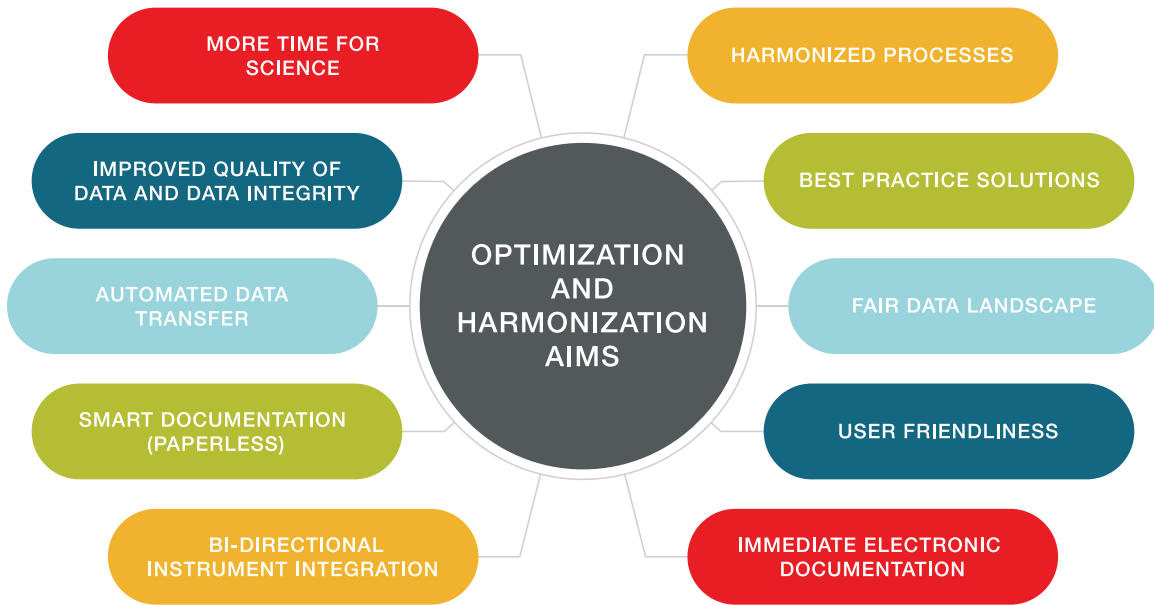 MORE TIME FOR
SCIENCE
HARMONIZED PROCESSES
IMPROVED QUALITY OF
DATA AND DATA INTEGRITY
BEST PRACTICE SOLUTIONS
OPTIMIZATION
AND
HARMONIZATION
AIMS
AUTOMATED DATA
TRANSFER
FAIR DATA LANDSCAPE
SMART DOCUMENTATION
(PAPERLESS)
USER FRIENDLINESS
BI-DIRECTIONAL
INSTRUMENT INTEGRATION
IMMEDIATE ELECTRONIC
DOCUMENTATION